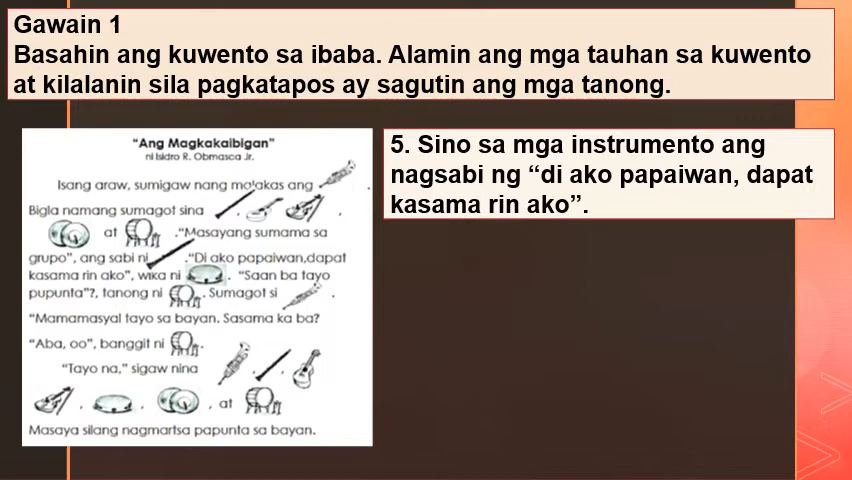 Gawain 1
Basahin ang kuwento sa ibaba. Alamin ang mga tauhan sa kuwento
at kilalanin sila pagkatapos ay sagutin ang mga tanong.
"Ang Magkakaibigan"
ni Isidro R. Obmasca Jr.
Isang araw, sumigaw nang malakas ang .
Bigla namang sumagot sina , , ,
at . "Masayang sumama sa
grupo", ang sabi ni . "Di ako papaiwan,dapat
kasama rin ako", wika ni . "Saan ba tayo
pupunta"?, tanong ni . Sumagot si .
"Mamamasyal tayo sa bayan. Sasama ka ba?
"Aba, oo", banggit ni .
"Tayo na," sigaw nina , ,
, , , at
Masaya silang nagmartsa papunta sa bayan.
5. Sino sa mga instrumento ang
nagsabi ng “di ako papaiwan, dapat
kasama rin ako”.